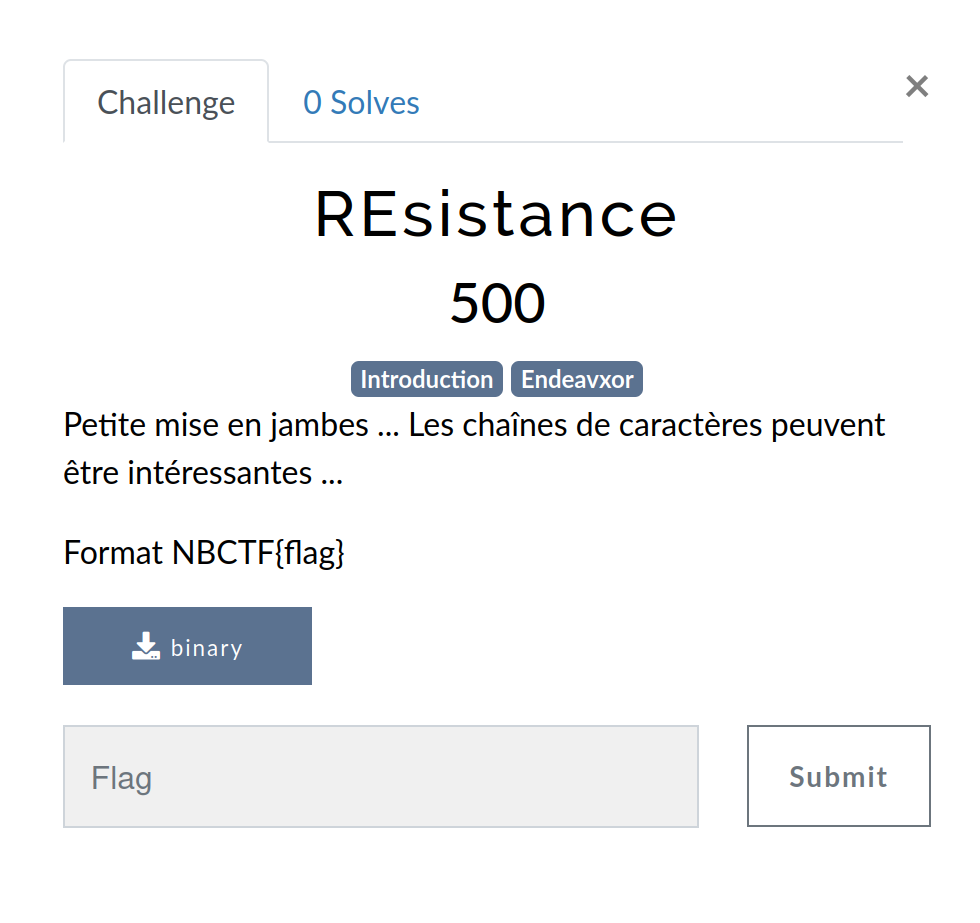 Challenge
0 Solves
×
REsistance
500
Introduction Endeavxor
Petite mise en jambes ... Les chaînes de caractères peuvent
être intéressantes ...
Format NBCTF{flag}
binary
Flag
Submit